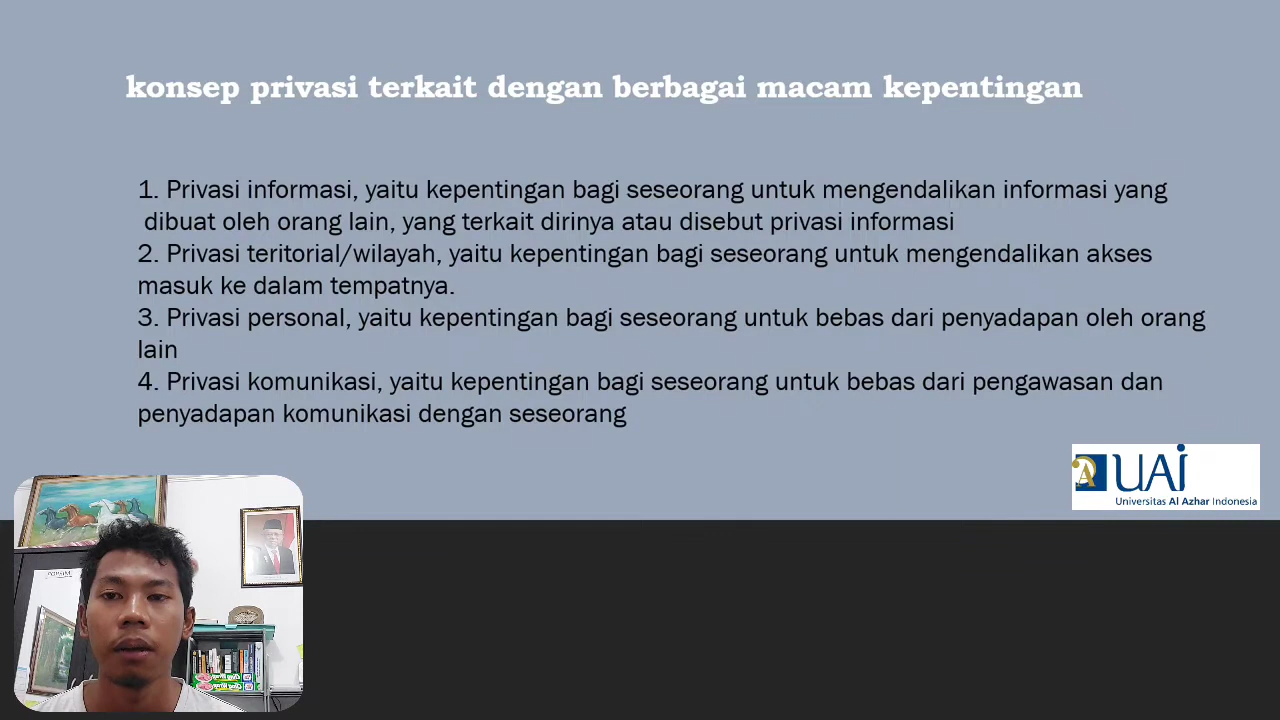 konsep privasi terkait dengan berbagai macam kepentingan
1. Privasi informasi, yaitu kepentingan bagi seseorang untuk mengendalikan informasi yang
dibuat oleh orang lain, yang terkait dirinya atau disebut privasi informasi
2. Privasi teritorial/wilayah, yaitu kepentingan bagi seseorang untuk mengendalikan akses
masuk ke dalam tempatnya.
3. Privasi personal, yaitu kepentingan bagi seseorang untuk bebas dari penyadapan oleh orang
lain
4. Privasi komunikasi, yaitu kepentingan bagi seseorang untuk bebas dari pengawasan dan
penyadapan komunikasi dengan seseorang
UAI
Universitas Al Azhar Indonesia